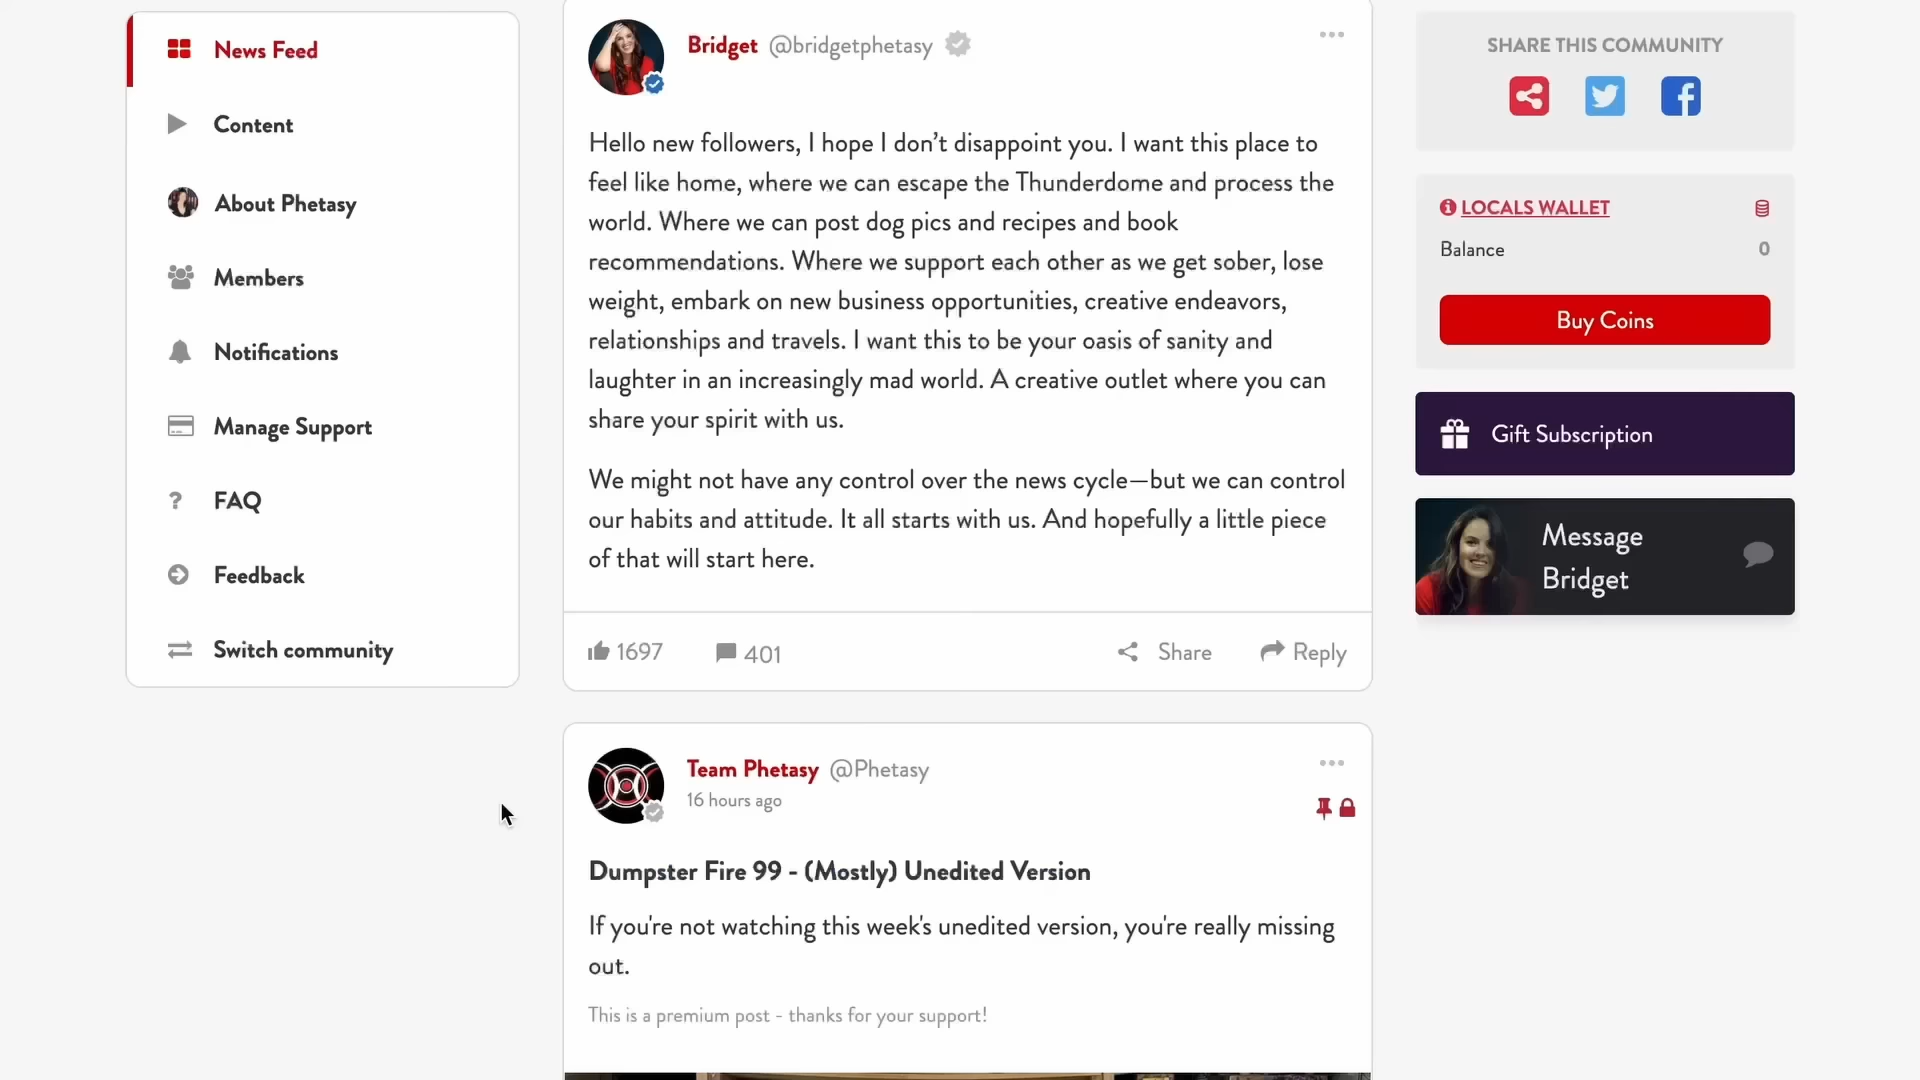 News Feed
Content
About Phetasy
Members
Notifications
Manage Support
FAQ
Feedback
Switch community
Bridget @bridgetphetasy
Hello new followers, I hope I don’t disappoint you. I want this place to
feel like home, where we can escape the Thunderdome and process the
world. Where we can post dog pics and recipes and book
recommendations. Where we support each other as we get sober, lose
weight, embark on new business opportunities, creative endeavors,
relationships and travels. I want this to be your oasis of sanity and
laughter in an increasingly mad world. A creative outlet where you can
share your spirit with us.
We might not have any control over the news cycle—but we can control
our habits and attitude. It all starts with us. And hopefully a little piece
of that will start here.
1697 401 Share Reply
Team Phetasy @Phetasy
16 hours ago
Dumpster Fire 99 - (Mostly) Unedited Version
If you're not watching this week's unedited version, you're really missing
out.
This is a premium post - thanks for your support!
SHARE THIS COMMUNITY
LOCALS WALLET
Balance 0
Buy Coins
Gift Subscription
Message
Bridget